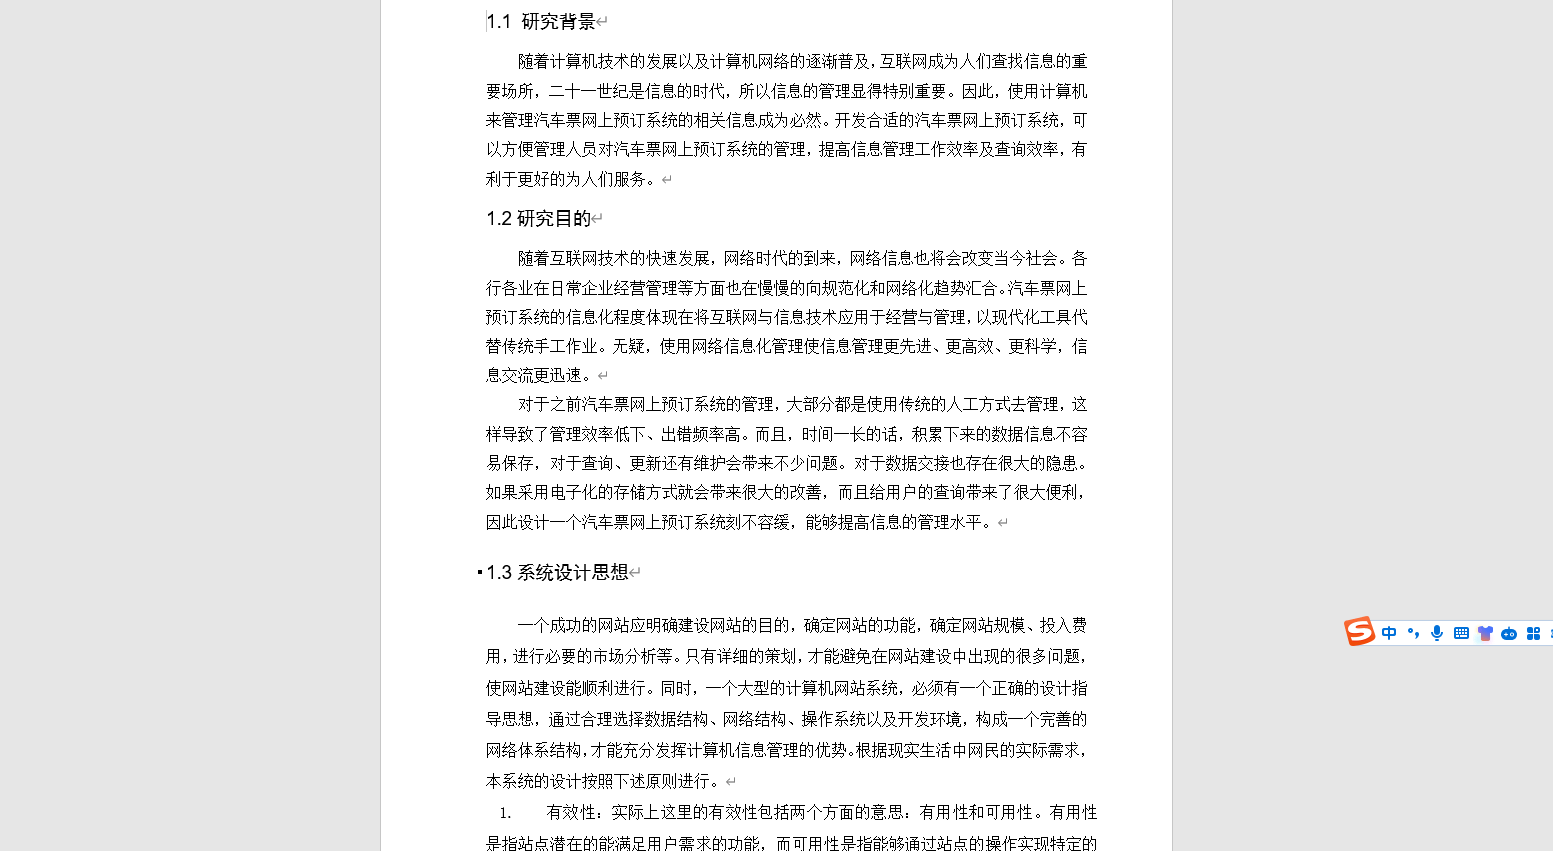 1.1 研究背景
随着计算机技术的发展以及计算机网络的逐渐普及，互联网成为人们查找信息的重
要场所，二十一世纪是信息的时代，所以信息的管理显得特别重要。因此，使用计算机
来管理汽车票网上预订系统的相关信息成为必然。开发合适的汽车票网上预订系统，可
以方便管理人员对汽车票网上预订系统的管理，提高信息管理工作效率及查询效率，有
利于更好的为人们服务。
1.2 研究目的
随着互联网技术的快速发展，网络时代的到来，网络信息也将会改变当今社会。各
行各业在日常企业经营管理等方面也在慢慢的向规范化和网络化趋势汇合。汽车票网上
预订系统的信息化程度体现在将互联网与信息技术应用于经营与管理，以现代化工具代
替传统手工作业。无疑，使用网络信息化管理使信息管理更先进、更高效、更科学，信
息交流更迅速。
对于之前汽车票网上预订系统的管理，大部分都是使用传统的人工方式去管理，这
样导致了管理效率低下、出错频率高。而且，时间一长的话，积累下来的数据信息不容
易保存，对于查询、更新还有维护会带来不少问题。对于数据交接也存在很大的隐患。
如果采用电子化的存储方式就会带来很大的改善，而且给用户的查询带来了很大便利，
因此设计一个汽车票网上预订系统刻不容缓，能够提高信息的管理水平。
1.3 系统设计思想
一个成功的网站应明确建设网站的目的，确定网站的功能，确定网站规模、投入费
用，进行必要的市场分析等。只有详细的策划，才能避免在网站建设中出现的很多问题，
使网站建设能顺利进行。同时，一个大型的计算机网站系统，必须有一个正确的设计指
导思想，通过合理选择数据结构、网络结构、操作系统以及开发环境，构成一个完善的
网络体系结构，才能充分发挥计算机信息管理的优势。根据现实生活中网民的实际需求，
本系统的设计按照下述原则进行。
1. 有效性：实际上这里的有效性包括两个方面的意思：有用性和可用性。有用性
是指站点潜在的能满足用户需求的功能，而可用性是指能够通过站点的操作实现特定的
中